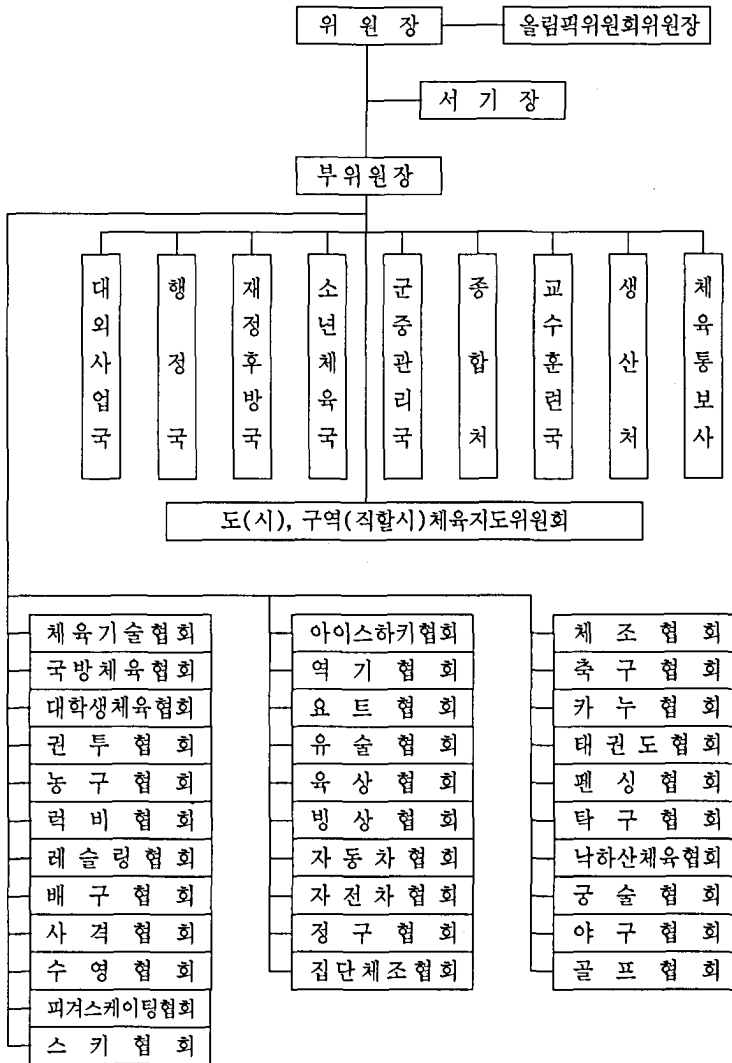 위 원 장
올림픽위원회위원장
서 기 장
부위원장
대외사업국
행정국
재정후방국
소년체육국
군중관리국
종합처
교수훈련국
생산처
체육통보사
도(시), 구역(직할시)체육지도위원회
체육기술협회
국방체육협회
대학생체육협회
권 투 협 회
농 구 협 회
럭 비 협 회
레슬링협회
배 구 협 회
사 격 협 회
수 영 협 회
피겨스케이팅협회
스 키 협 회
아이스하키협회
역 기 협 회
요 트 협 회
유 술 협 회
육 상 협 회
빙 상 협 회
자동차협회
자전차협회
정 구 협 회
집단체조협회
체 조 협 회
축 구 협 회
카 누 협 회
태권도협회
펜 싱 협 회
탁 구 협 회
낙하산체육협회
궁 술 협 회
야 구 협 회
골 프 협 회